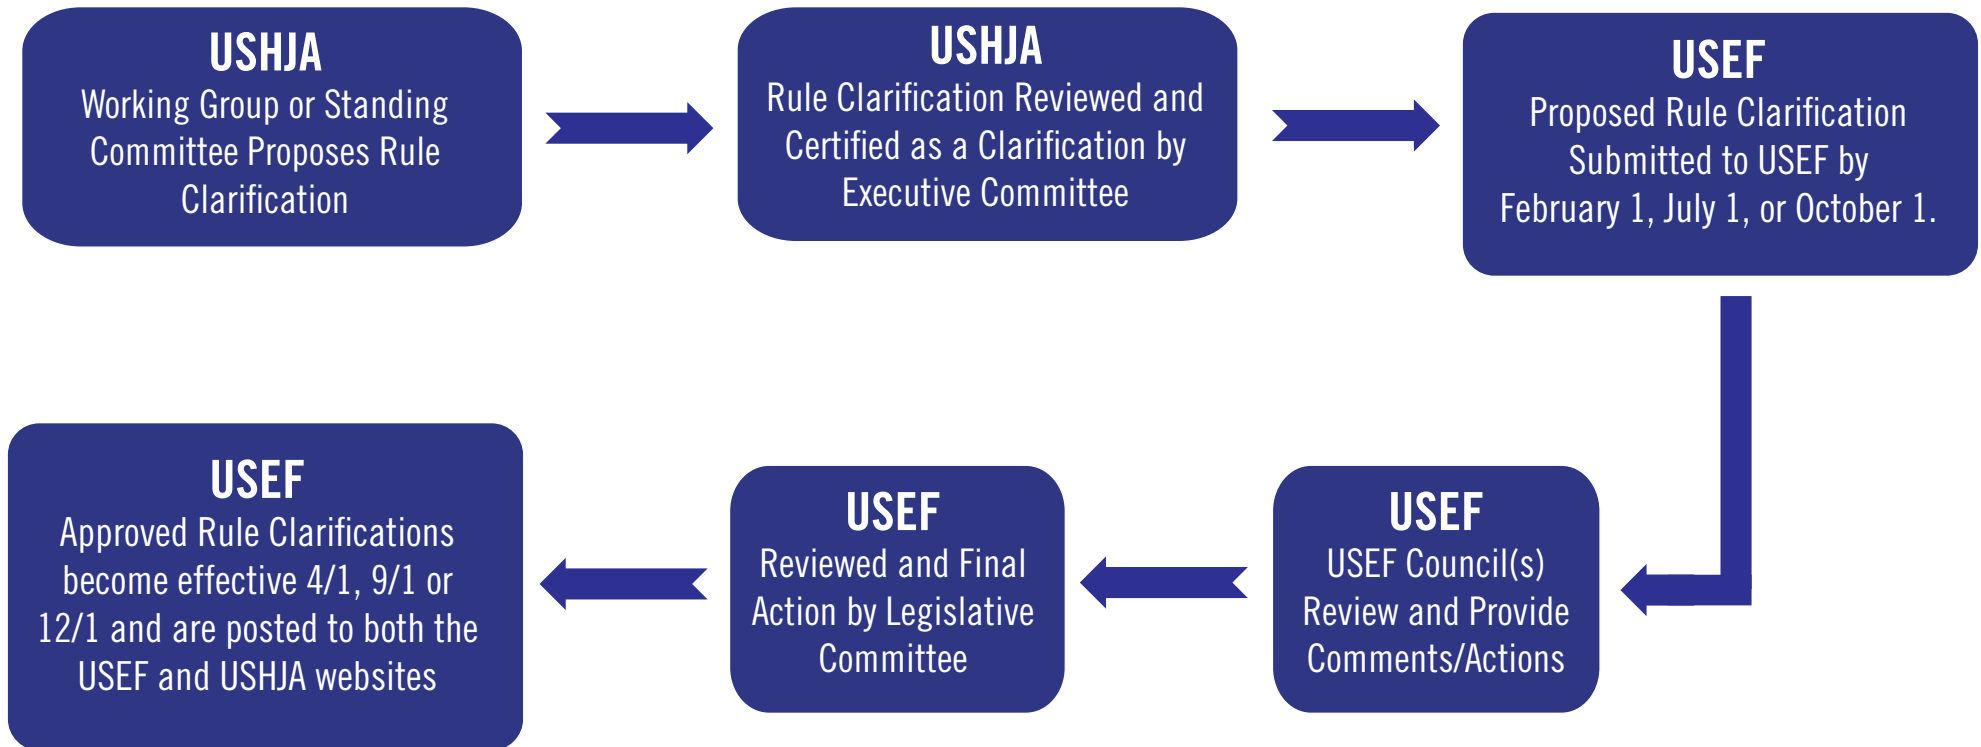 USHJA
Working Group or Standing
Committee Proposes Rule
Clarification
USHJA
Rule Clarification Reviewed and
Certified as a Clarification by
Executive Committee
USEF
Proposed Rule Clarification
Submitted to USEF by
February 1, July 1, or October 1.
USEF
USEF Council(s)
Review and Provide
Comments/Actions
USEF
Reviewed and Final
Action by Legislative
Committee
USEF
Approved Rule Clarifications
become effective 4/1, 9/1 or
12/1 and are posted to both the
USEF and USHJA websites